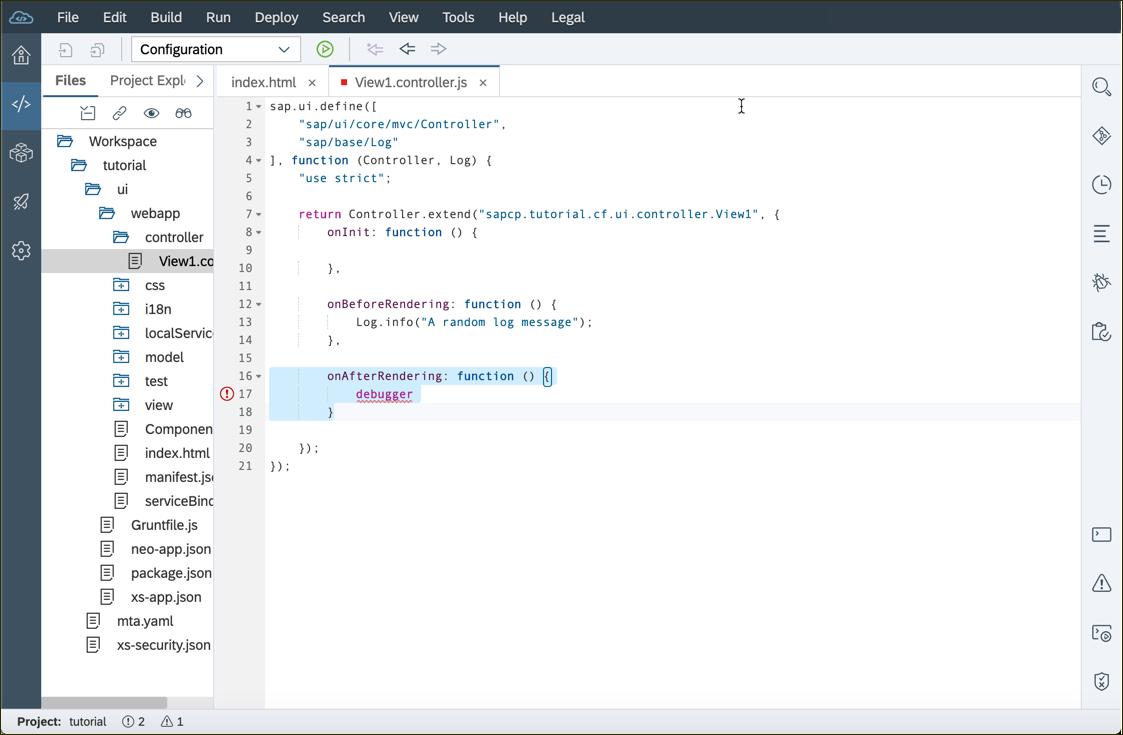 File Edit Build Run Deploy Search View Tools Help Legal
Configuration
Files Project Expl
index.html × View1.controller.js ×
Workspace
tutorial
ui
webapp
controller
View1.co
css
i18n
localServic
model
test
view
Componen
index.html
manifest.jso
serviceBind
Gruntfile.js
neo-app.json
package.json
xs-app.json
mta.yaml
xs-security.json
1 sap.ui.define([
2 "sap/ui/core/mvc/Controller",
3 "sap/base/Log"
4 ], function (Controller, Log) {
5 "use strict";
6
7 return Controller.extend("sapcp.tutorial.cf.ui.controller.View1", {
8 onInit: function () {
9
10 },
11
12 onBeforeRendering: function () {
13 Log.info("A random log message");
14 },
15
16 onAfterRendering: function () {
17 debugger
18 }
19
20 });
21 });
Project: tutorial 2 1